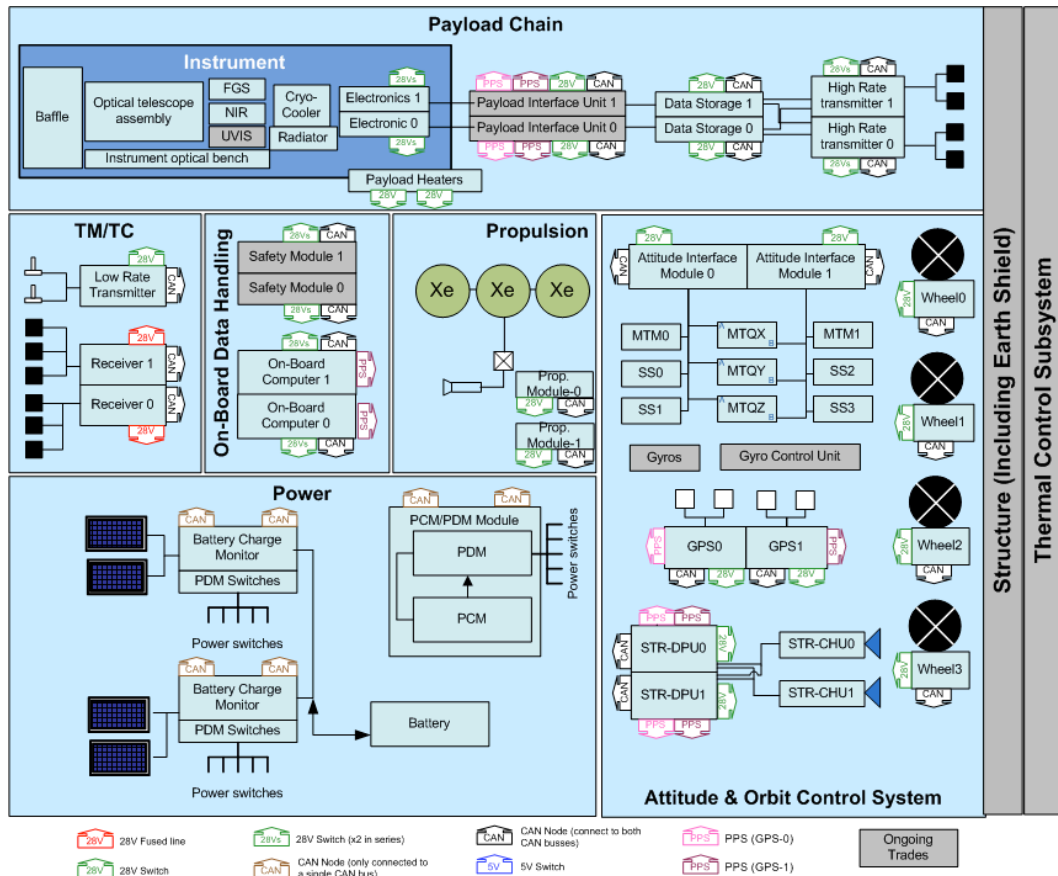 Payload Chain
Instrument
Baffle
Optical telescope
assembly
FGS
NIR
UVIS
Cryo-
Cooler
Radiator
Instrument optical bench
28Vs
Electronics 1
Electronic 0
28Vs
Payload Heaters
28V
28V
PPS
PPS
28V
CAN
Payload Interface Unit 1
Payload Interface Unit 0
PPS
PPS
28V
CAN
28V
CAN
Data Storage 1
Data Storage 0
28V
CAN
28Vs
CAN
High Rate
transmitter 1
High Rate
transmitter 0
28Vs
CAN
TM/TC
28V
Low Rate
Transmitter
CAN
28V
Receiver 1
CAN
Receiver 0
CAN
28V
On-Board Data Handling
28Vs
CAN
Safety Module 1
Safety Module 0
28Vs
CAN
28Vs
CAN
On-Board
Computer 1
PPS
On-Board
Computer 0
PPS
28Vs
CAN
Propulsion
Xe
Xe
Xe
Prop.
Module-0
28V
CAN
Prop.
Module-1
28V
CAN
28V
28V
CAN
Attitude Interface
Module 0
Attitude Interface
Module 1
CAN
MTM0
A
MTQX
B
MTM1
SS0
A
MTQY
B
SS2
SS1
A
MTQZ
B
SS3
Gyros
Gyro Control Unit
PPS
GPS0
GPS1
PPS
CAN
28V
CAN
28V
PPS
PPS
CAN
STR-DPU0
28V
CAN
STR-DPU1
28V
PPS
PPS
STR-CHU0
STR-CHU1
28V
Wheel0
CAN
28V
Wheel1
CAN
28V
Wheel2
CAN
28V
Wheel3
CAN
Attitude & Orbit Control System
Structure (Including Earth Shield)
Thermal Control Subsystem
Power
CAN
CAN
Battery Charge
Monitor
PDM Switches
Power switches
CAN
CAN
Battery Charge
Monitor
PDM Switches
Power switches
CAN
CAN
PCM/PDM Module
PDM
PCM
Power switches
Battery
28V
28V Fused line
28Vs
28V Switch (x2 in series)
CAN
CAN Node (connect to both
CAN busses)
PPS
PPS (GPS-0)
28V
28V Switch
CAN
CAN Node (only connected to
a single CAN bus)
5V
5V Switch
PPS
PPS (GPS-1)
Ongoing
Trades